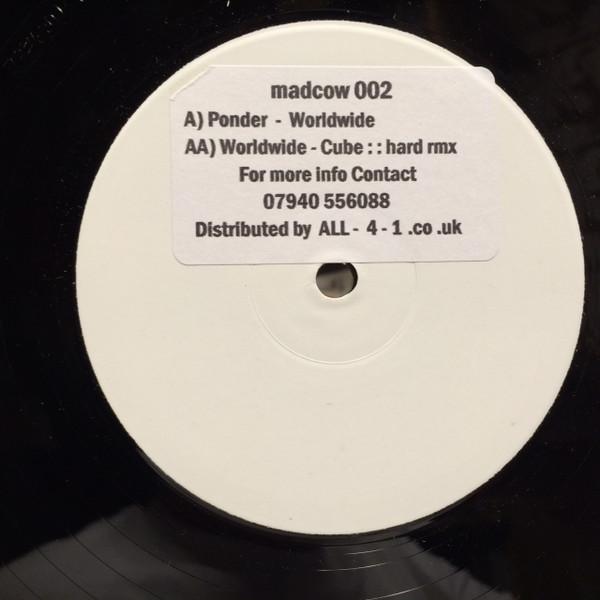 madcow 002
A) Ponder - Worldwide
AA) Worldwide - Cube : : hard rmx
For more info Contact
07940 556088
Distributed by ALL - 4 - 1 .co .uk